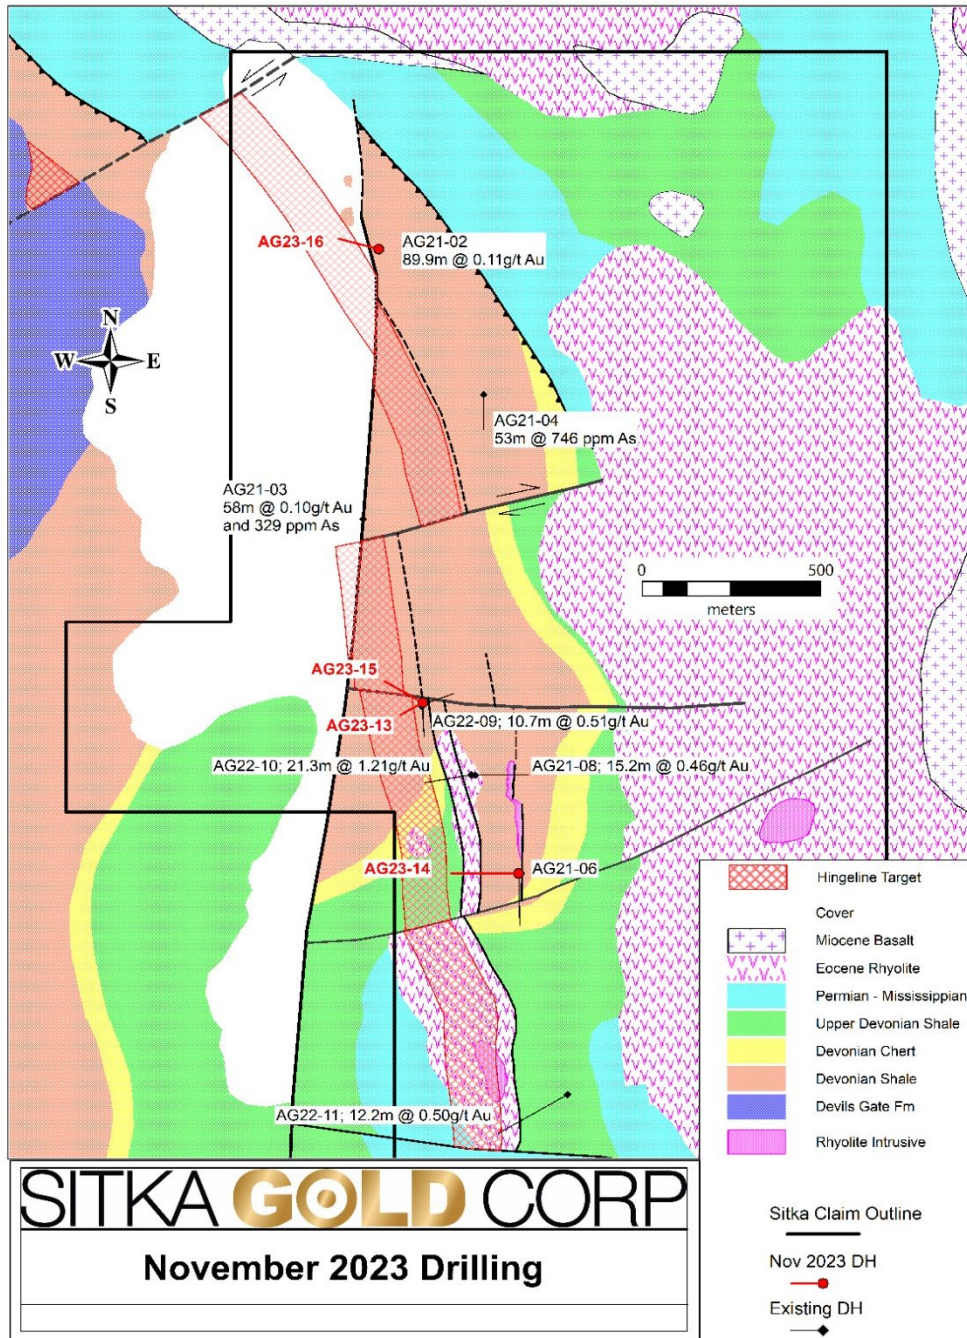 AG23-16
AG21-02
89.9m @ 0.11g/t Au
N
W
E
S
AG21-04
53m @ 746 ppm As
AG21-03
58m @ 0.10g/t Au
and 329 ppm As
0
500
meters
AG23-15
AG23-13
AG22-09; 10.7m @ 0.51g/t Au
AG22-10; 21.3m @ 1.21g/t Au
AG21-08; 15.2m @ 0.46g/t Au
AG23-14
AG21-06
AG22-11; 12.2m @ 0.50g/t Au
Hingeline Target
Cover
Miocene Basalt
Eocene Rhyolite
Permian - Mississippian
Upper Devonian Shale
Devonian Chert
Devonian Shale
Devils Gate Fm
Rhyolite Intrusive
Sitka Claim Outline
Nov 2023 DH
Existing DH
SITKA GOLD CORP
November 2023 Drilling